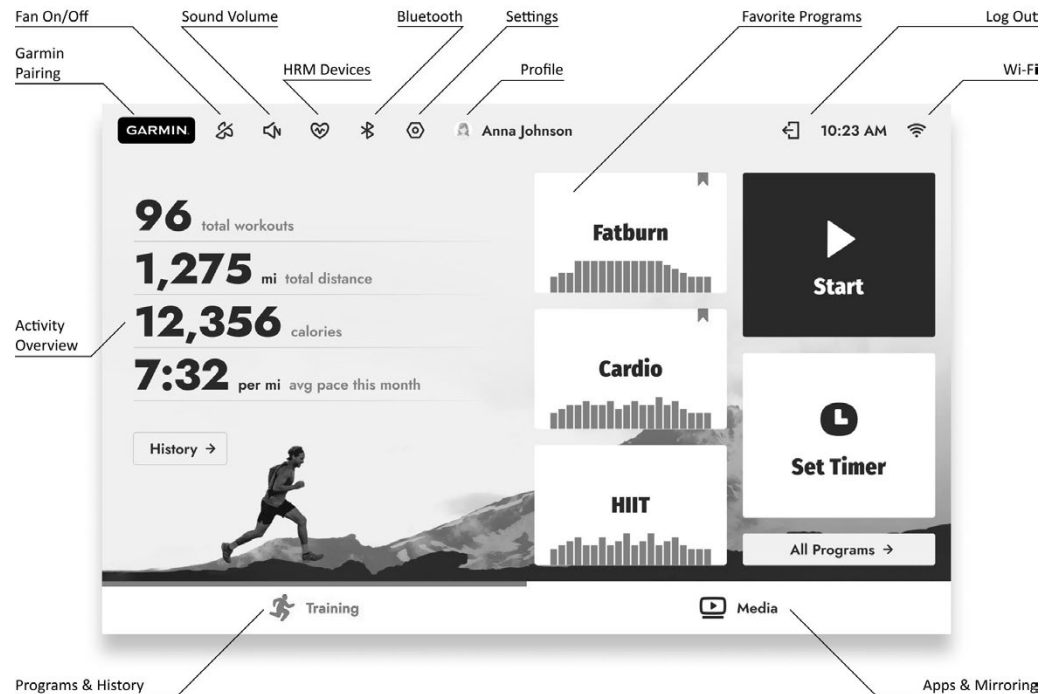 Fan On/Off
Sound Volume
Bluetooth
Settings
Favorite Programs
Log Out
Garmin
Pairing
HRM Devices
Profile
Wi-Fi
GARMIN.
Anna Johnson
10:23 AM
96 total workouts
1,275 mi total distance
12,356 calories
7:32 per mi avg pace this month
History →
Activity
Overview
Fatburn
Cardio
HIIT
Start
Set Timer
All Programs →
Training
Media
Programs & History
Apps & Mirroring